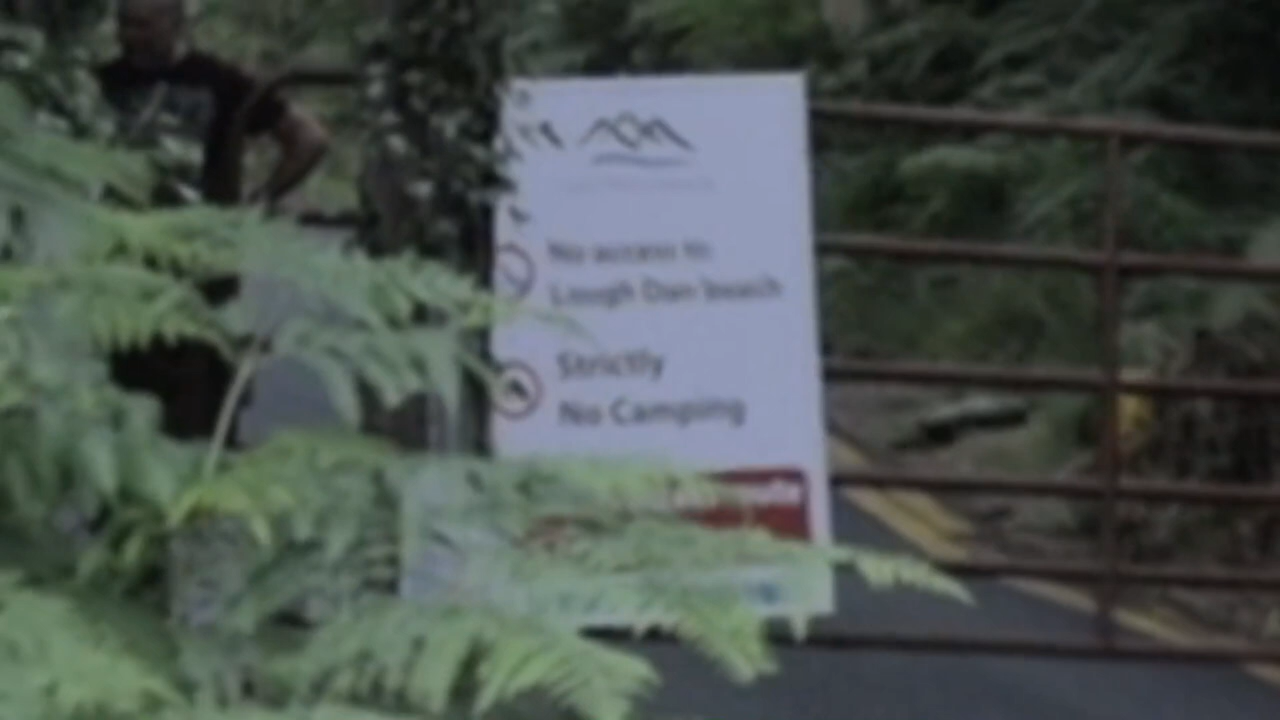 No access to
Lough Dan beach
Strictly
No Camping